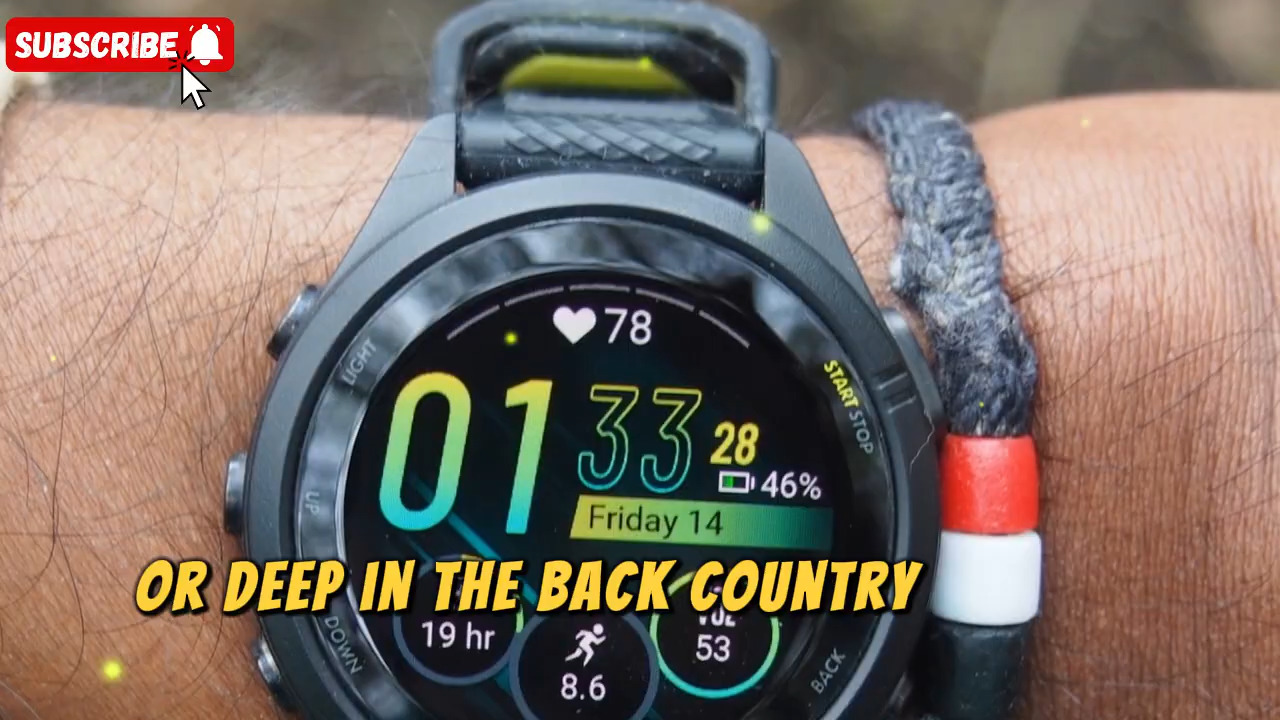 SUBSCRIBE
78
LIGHT
START STOP
01 33 28
46%
Friday 14
OR DEEP IN THE BACK COUNTRY
UP
19 hr
53
DOWN
8.6
BACK